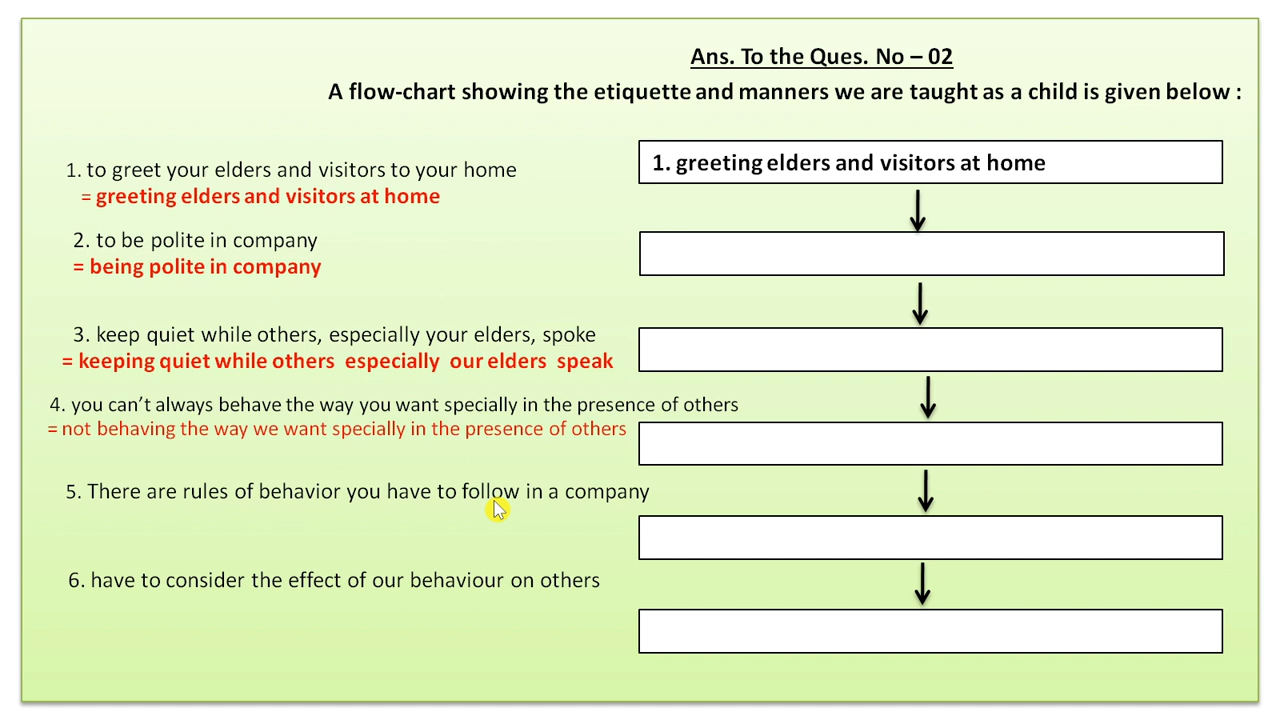 Ans. To the Ques. No – 02
A flow-chart showing the etiquette and manners we are taught as a child is given below :
1. to greet your elders and visitors to your home
= greeting elders and visitors at home
1. greeting elders and visitors at home
2. to be polite in company
= being polite in company
3. keep quiet while others, especially your elders, spoke
= keeping quiet while others especially our elders speak
4. you can't always behave the way you want specially in the presence of others
= not behaving the way we want specially in the presence of others
5. There are rules of behavior you have to follow in a company
6. have to consider the effect of our behaviour on others